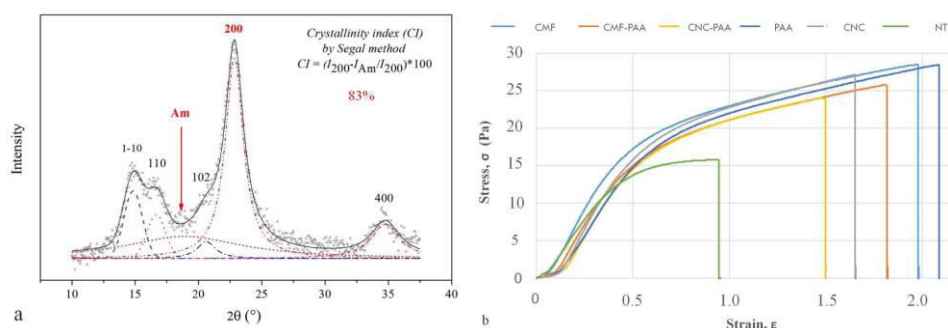 Crystallinity index (CI)
by Segal method
CI = (I200-IAm/I200)*100
83%
200
Am
1-10
110
102
400
Intensity
10 15 20 25 30 35 40
2θ (°)
a
CMF CMF-PAA CNC-PAA PAA CNC NT
30
25
20
15
10
5
0
Stress, σ (Pa)
0 0.5 1.0 1.5 2.0
Strain, ε
b